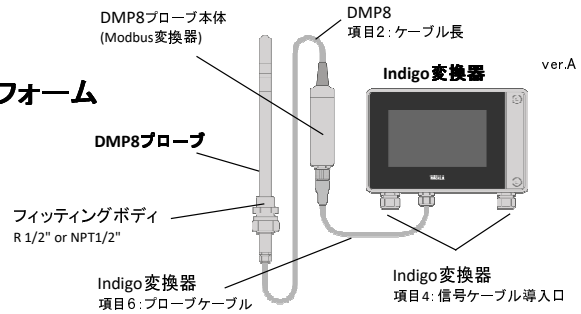 DMP8プローブ本体
(Modbus変換器)
DMP8
項目2：ケーブル長
ver.A
Indigo変換器
フォーム
DMP8プローブ
VAISALA
フィッティングボディ
R 1/2" or NPT1/2"
Indigo変換器
項目6：プローブケーブル
Indigo変換器
項目4：信号ケーブル導入口